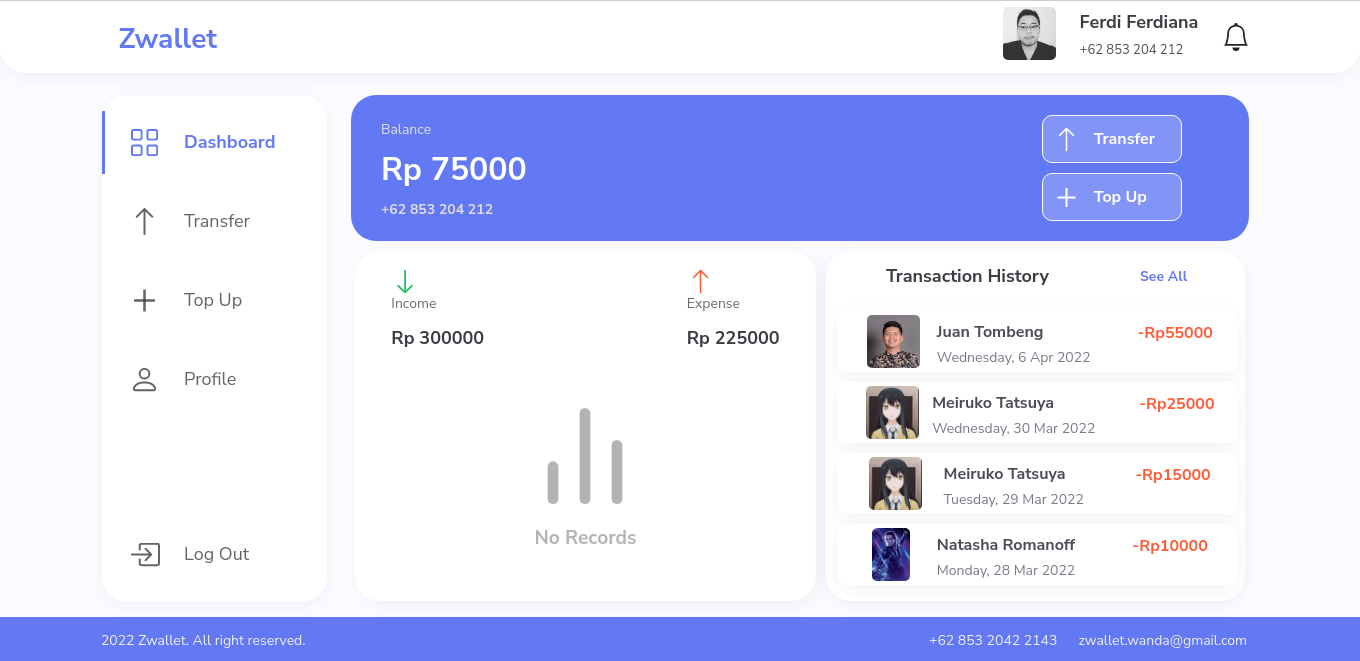 Zwallet
Ferdi Ferdiana
+62 853 204 212
Dashboard
Transfer
Top Up
Profile
Log Out
Balance
Rp 75000
+62 853 204 212
Transfer
Top Up
Income
Rp 300000
Expense
Rp 225000
No Records
Transaction History
See All
Juan Tombeng
Wednesday, 6 Apr 2022
-Rp55000
Meiruko Tatsuya
Wednesday, 30 Mar 2022
-Rp25000
Meiruko Tatsuya
Tuesday, 29 Mar 2022
-Rp15000
Natasha Romanoff
Monday, 28 Mar 2022
-Rp10000
2022 Zwallet. All right reserved.
+62 853 2042 2143
zwallet.wanda@gmail.com